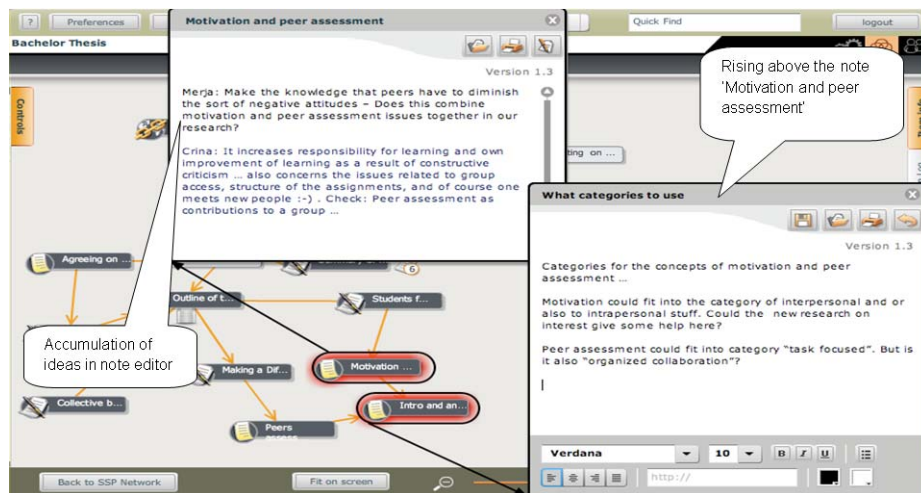 ?
Preferences
Motivation and peer assessment
Quick Find
logout
Bachelor Thesis
Version 1.3
Rising above the note
'Motivation and peer
assessment'
Controls
Merja: Make the knowledge that peers have to diminish
the sort of negative attitudes – Does this combine
motivation and peer assessment issues together in our
research?
Crina: It increases responsibility for learning and own
improvement of learning as a result of constructive
criticism ... also concerns the issues related to group
access, structure of the assignments, and of course one
meets new people :-) . Check: Peer assessment as
contributions to a group ...
ting on ...
What categories to use
Version 1.3
Categories for the concepts of motivation and peer
assessment ...
Motivation could fit into the category of interpersonal and or
also to intrapersonal stuff. Could the new research on
interest give some help here?
Peer assessment could fit into category "task focused". But is
it also "organized collaboration"?
Agreeing on ...
6
Outline of t...
Students f...
Accumulation of
ideas in note editor
Making a Dif...
Motivation ...
Collective b...
Intro and an...
Peers
assess
Verdana
10
B I U
http://
Back to SSP Network
Fit on screen